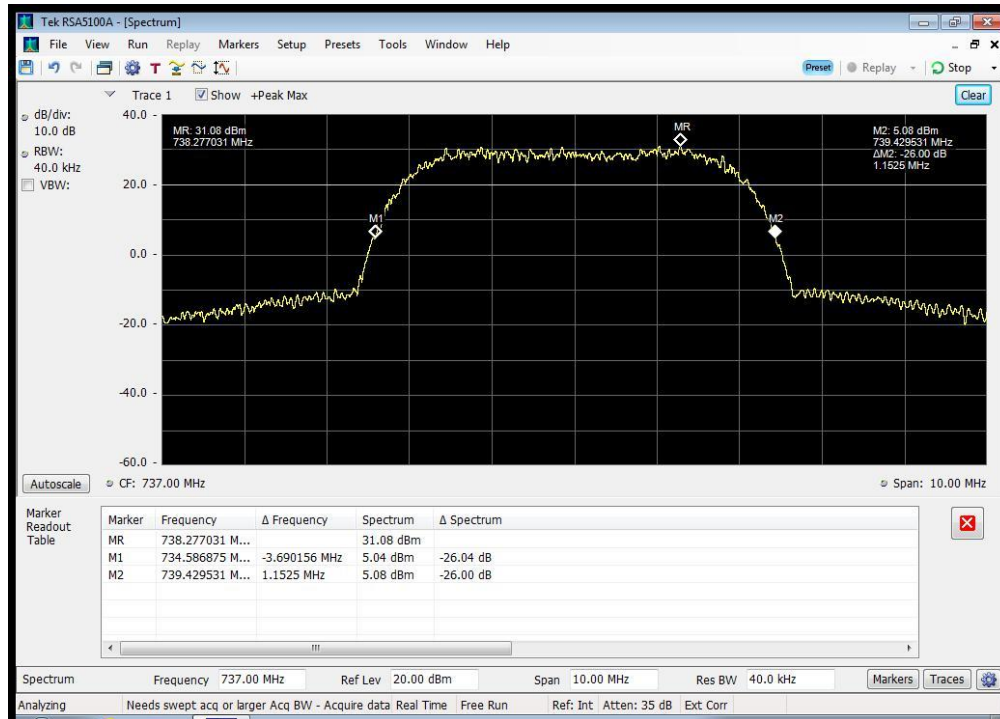 Tek RSA5100A - [Spectrum]
File View Run Replay Markers Setup Presets Tools Window Help
Preset Replay Stop
Trace 1 Show +Peak Max Clear
dB/div:
10.0 dB
RBW:
40.0 kHz
VBW:
40.0
20.0
0.0
-20.0
-40.0
-60.0
MR: 31.08 dBm
738.277031 MHz
MR
M2: 5.08 dBm
739.429531 MHz
ΔM2: -26.00 dB
1.1525 MHz
M1
M2
Autoscale CF: 737.00 MHz Span: 10.00 MHz
Marker
Readout
Table
Marker Frequency Δ Frequency Spectrum Δ Spectrum
MR 738.277031 M... 31.08 dBm
M1 734.586875 M... -3.690156 MHz 5.04 dBm -26.04 dB
M2 739.429531 M... 1.1525 MHz 5.08 dBm -26.00 dB
Spectrum Frequency 737.00 MHz Ref Lev 20.00 dBm Span 10.00 MHz Res BW 40.0 kHz Markers Traces
Analyzing Needs swept acq or larger Acq BW - Acquire data Real Time Free Run Ref: Int Atten: 35 dB Ext Corr